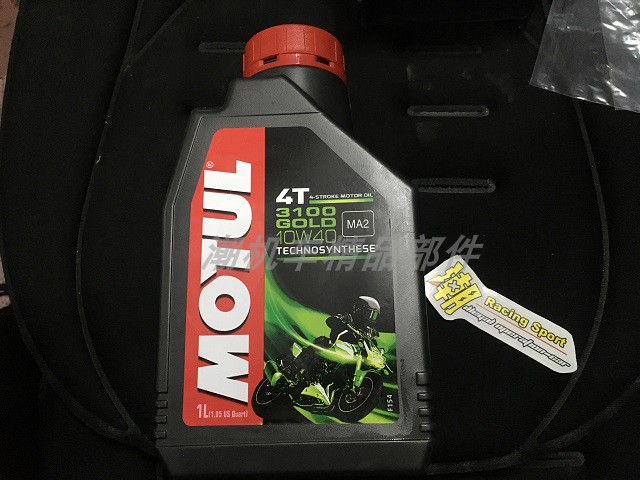 MOTUL®
4T 4-STROKE MOTOR OIL
3100
GOLD
10W40
MA2
TECHNOSYNTHESE
潮机车精品部件
1L(1.05 US Quart)
F154
Racing Sport